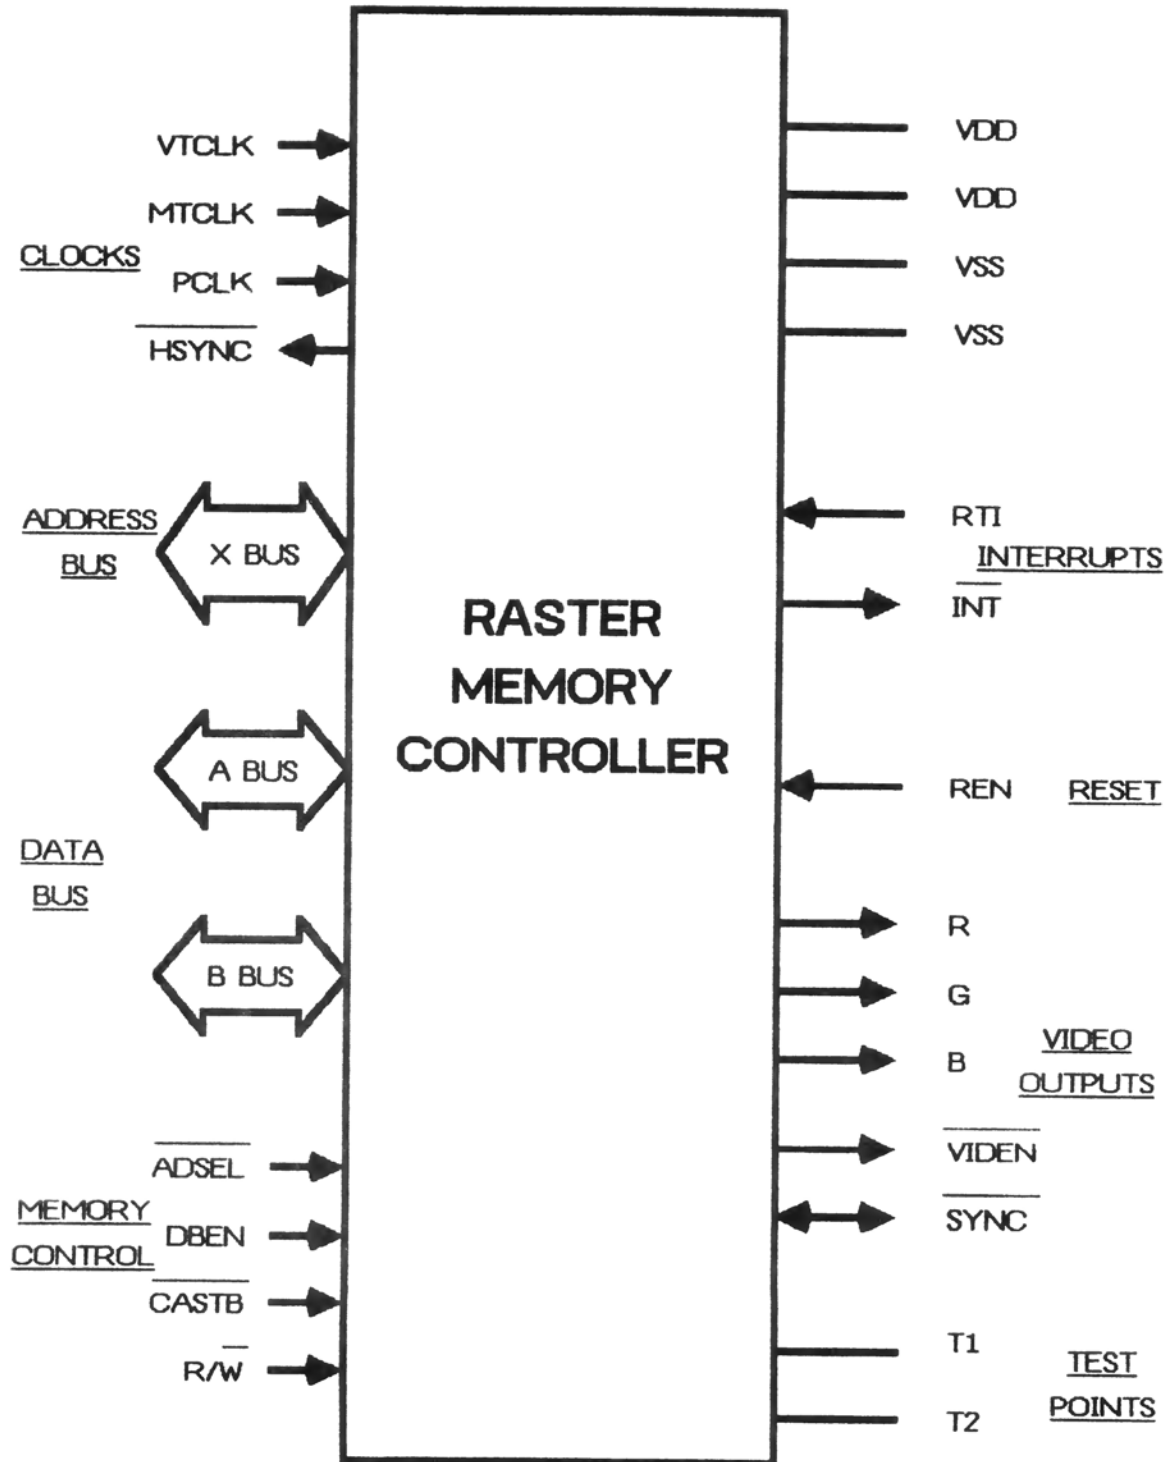 VTCLK
MTCLK
CLOCKS
PCLK
HSYNC
ADDRESS
BUS
X BUS
A BUS
DATA
BUS
B BUS
ADSEL
MEMORY
CONTROL
DBEN
CASTB
R/W
RASTER
MEMORY
CONTROLLER
VDD
VDD
VSS
VSS
RTI
INTERRUPTS
INT
REN RESET
R
G
B
VIDEO
OUTPUTS
VIDEN
SYNC
T1
TEST
POINTS
T2